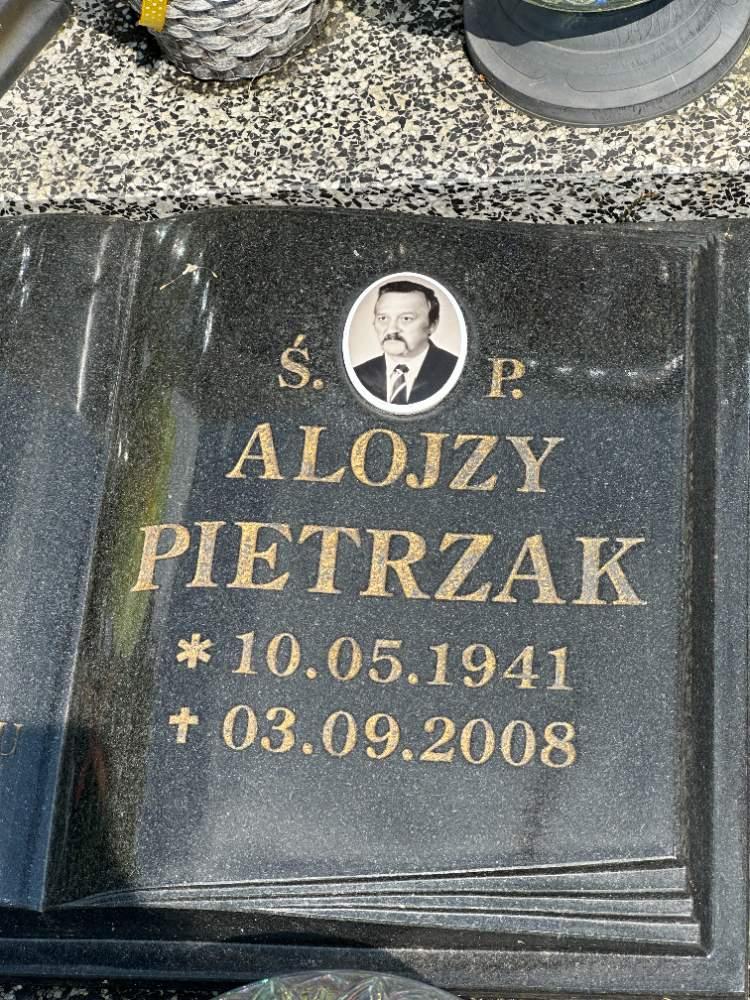 Ś. P.
ALOJZY
PIETRZAK
* 10.05.1941
✝ 03.09.2008